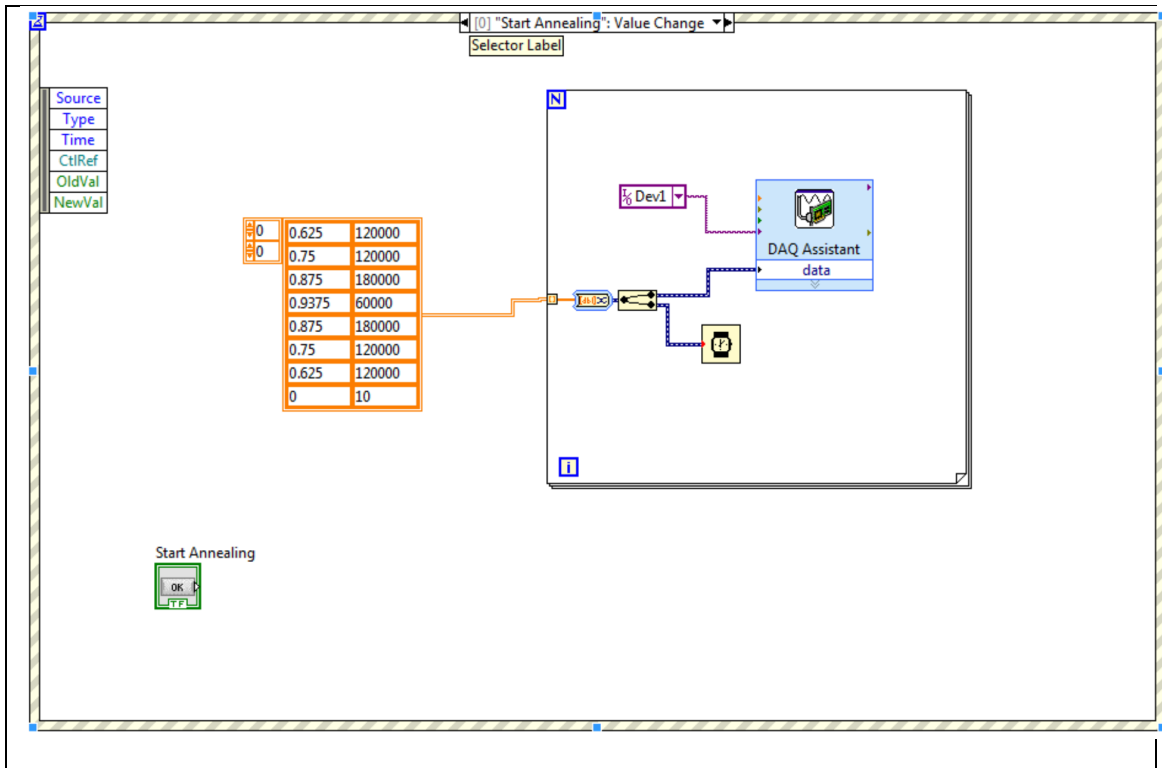 [0] "Start Annealing": Value Change
Selector Label
N
Source
Type
Time
CtlRef
OldVal
NewVal
I/O Dev1
DAQ Assistant
data
0 0.625 120000
0 0.75 120000
0.875 180000
0.9375 60000
0.875 180000
0.75 120000
0.625 120000
0 10
i
Start Annealing
OK
TF